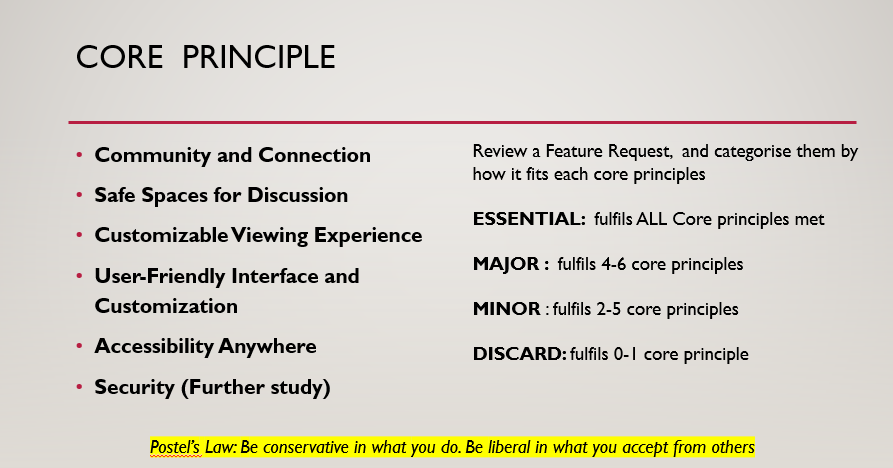 CORE PRINCIPLE
• Community and Connection
• Safe Spaces for Discussion
• Customizable Viewing Experience
• User-Friendly Interface and
Customization
• Accessibility Anywhere
• Security (Further study)
Review a Feature Request, and categorise them by
how it fits each core principles
ESSENTIAL: fulfils ALL Core principles met
MAJOR : fulfils 4-6 core principles
MINOR : fulfils 2-5 core principles
DISCARD: fulfils 0-1 core principle
Postel's Law: Be conservative in what you do. Be liberal in what you accept from others